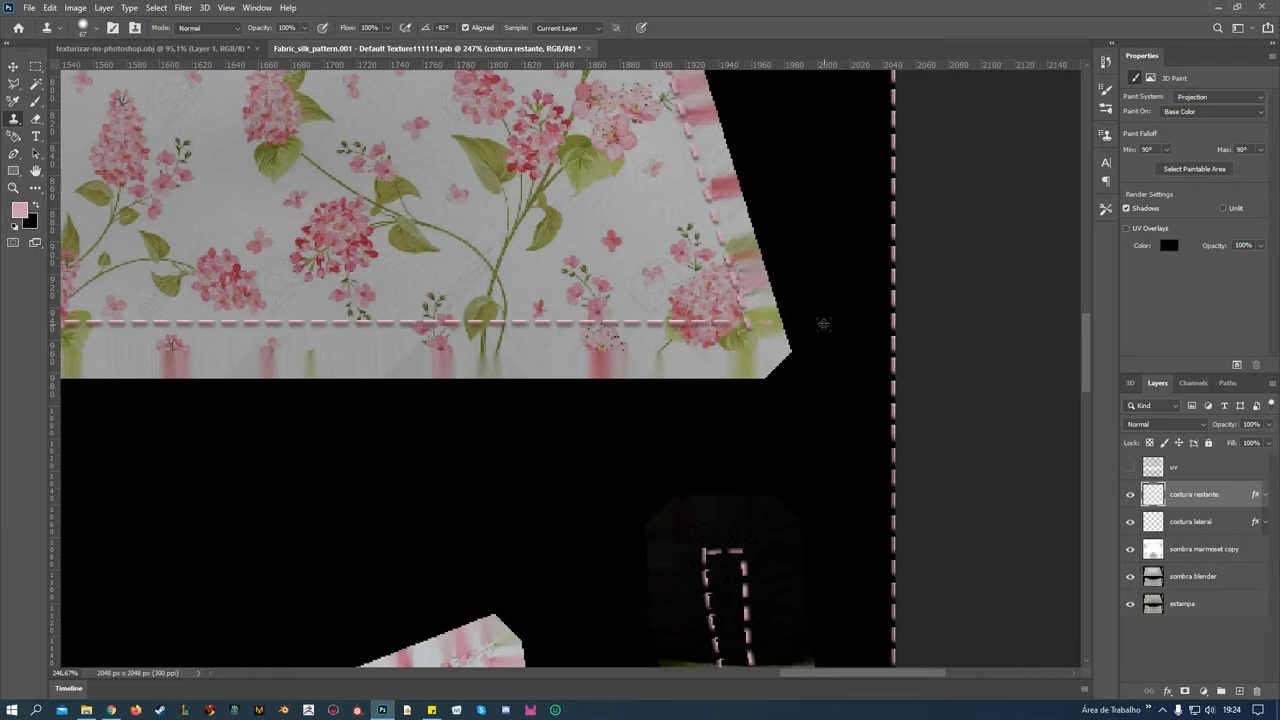 File Edit Image Layer Type Select Filter 3D View Window Help
67 Mode: Normal Opacity: 100% Flow: 100% -82° Aligned Sample: Current Layer
texturizar-no-photoshop.obj @ 95,1% (Layer 1, RGB/8) * × Fabric_silk_pattern.001 - Default Texture111111.psb @ 247% (costura restante, RGB/8#) * ×
1540 1560 1580 1600 1620 1640 1660 1680 1700 1720 1740 1760 1780 1800 1820 1840 1860 1880 1900 1920 1940 1960 1980 2000 2020 2040 2060 2080 2100 2120 2140
Properties
3D Paint
Paint System: Projection
Paint On: Base Color
Paint Falloff
Min: 90° Max: 90°
Select Paintable Area
Render Settings
Shadows Unlit
UV Overlays
Color: Opacity: 100%
3D Layers Channels Paths
Kind
Normal Opacity: 100%
Lock: Fill: 100%
uv
costura restante fx
costura lateral fx
sombra marmoset copy
sombra blender
estampa
246,67% 2048 px x 2048 px (300 ppi)
Timeline
Área de Trabalho 19:24